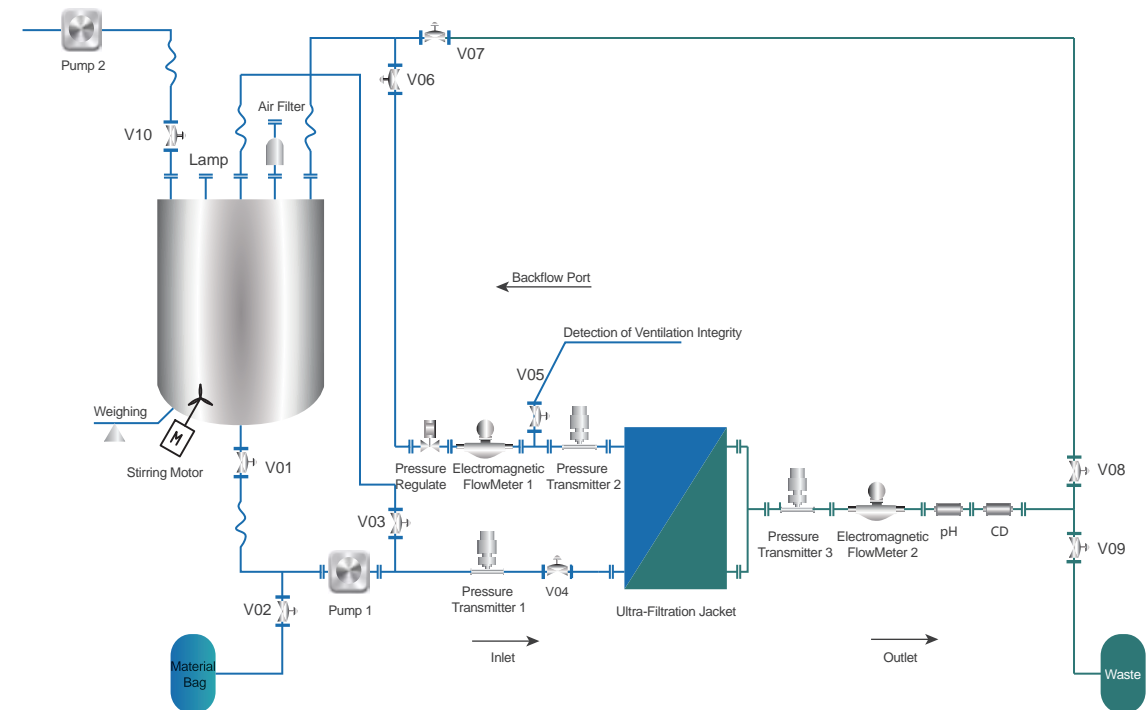 Pump 2
V07
V06
Air Filter
V10
Lamp
Backflow Port
Detection of Ventilation Integrity
V05
Weighing
M
Stirring Motor
V01
Pressure
Regulate
Electromagnetic
FlowMeter 1
Pressure
Transmitter 2
V08
V03
Pressure
Transmitter 3
Electromagnetic
FlowMeter 2
pH
CD
V09
V02
Pump 1
Pressure
Transmitter 1
V04
Ultra-Filtration Jacket
Inlet
Outlet
Material
Bag
Waste